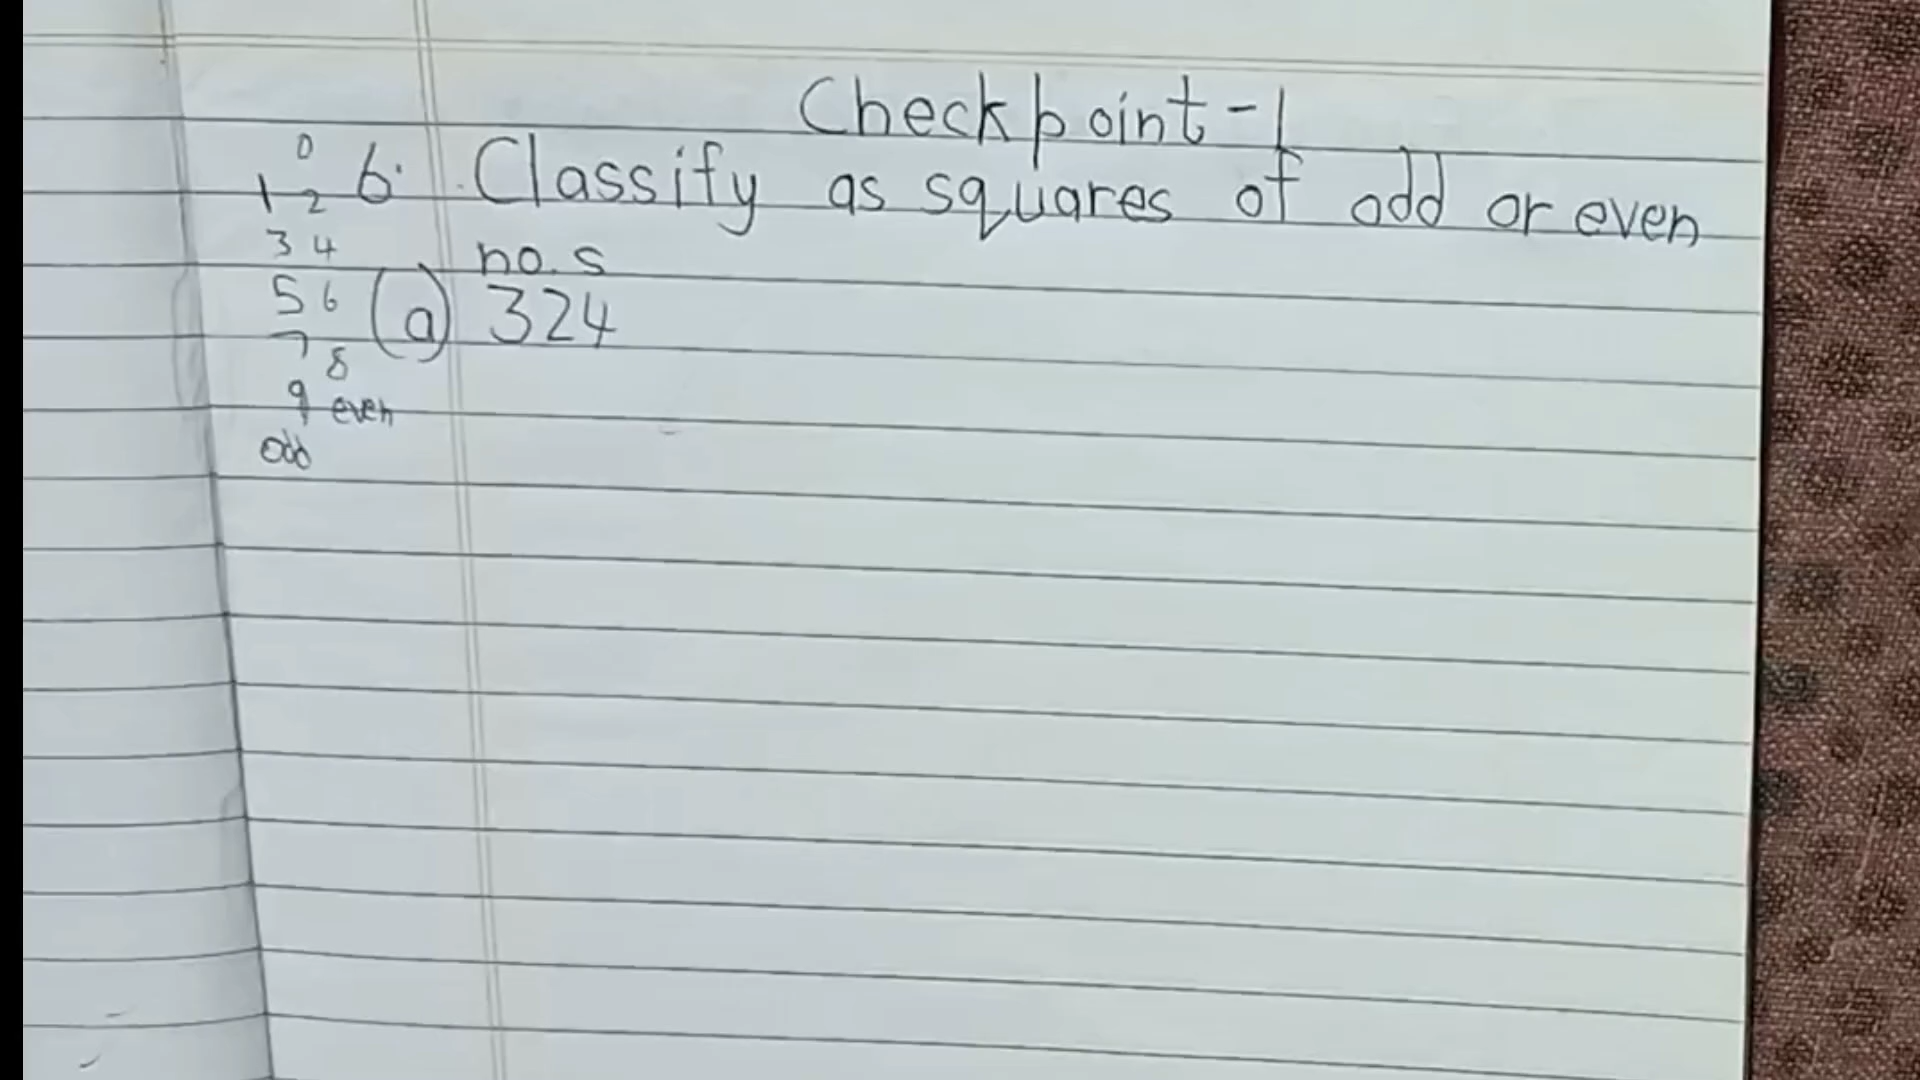 Checkpoint-1
6. Classify as squares of odd or even
no.s
(a) 324
0
1 2
3 4
5 6
7 8
9 even
odd